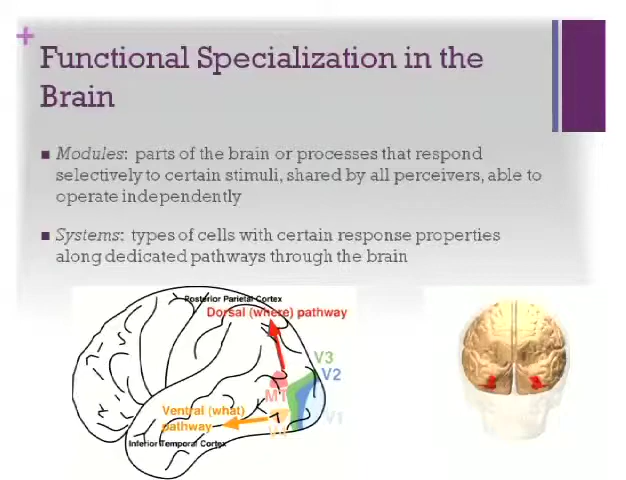 +
Functional Specialization in the
Brain
Modules: parts of the brain or processes that respond
selectively to certain stimuli, shared by all perceivers, able to
operate independently
Systems: types of cells with certain response properties
along dedicated pathways through the brain
Posterior Parietal Cortex
Dorsal (where) pathway
V3
V2
MT
V1
Ventral (what)
pathway
V4
Inferior Temporal Cortex